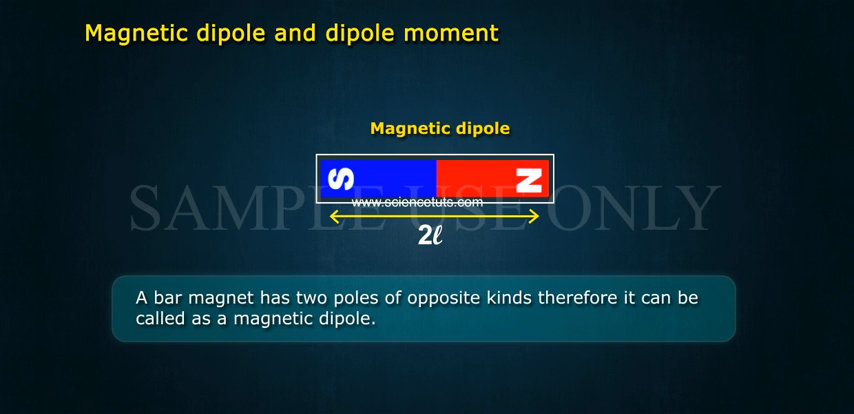 Magnetic dipole and dipole moment
Magnetic dipole
S N
www.sciencetuts.com
SAMPLE USE ONLY
2ℓ
A bar magnet has two poles of opposite kinds therefore it can be
called as a magnetic dipole.